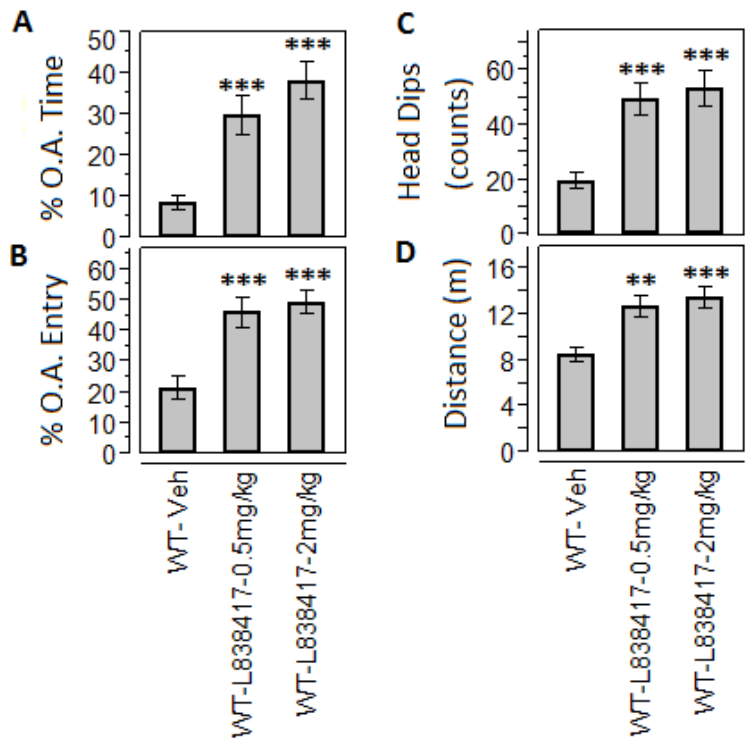 A
% O.A. Time
50
40
30
20
10
0
***
***
B
% O.A. Entry
60
50
40
30
20
10
0
***
***
WT- Veh
WT-L838417-0.5mg/kg
WT-L838417-2mg/kg
C
Head Dips
(counts)
60
40
20
0
***
***
D
Distance (m)
16
12
8
4
0
**
***
WT- Veh
WT-L838417-0.5mg/kg
WT-L838417-2mg/kg